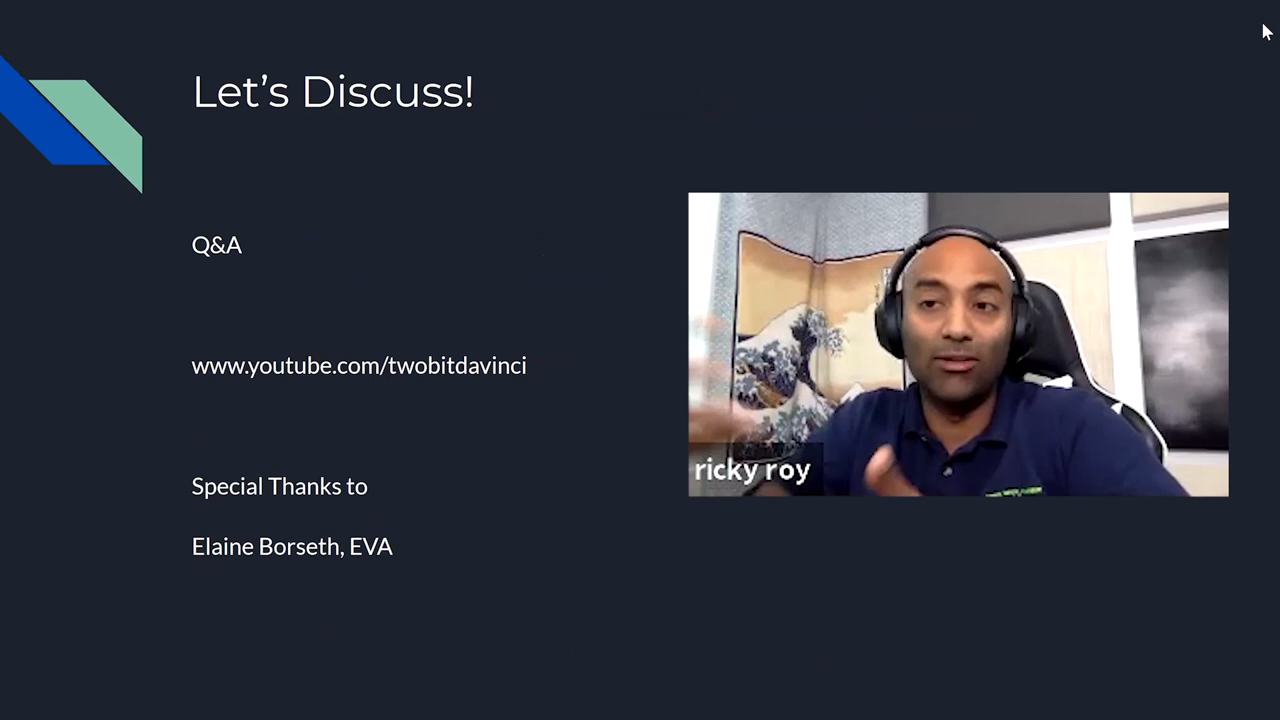 Let's Discuss!
Q&A
www.youtube.com/twobitdavinci
ricky roy
Special Thanks to
Elaine Borseth, EVA